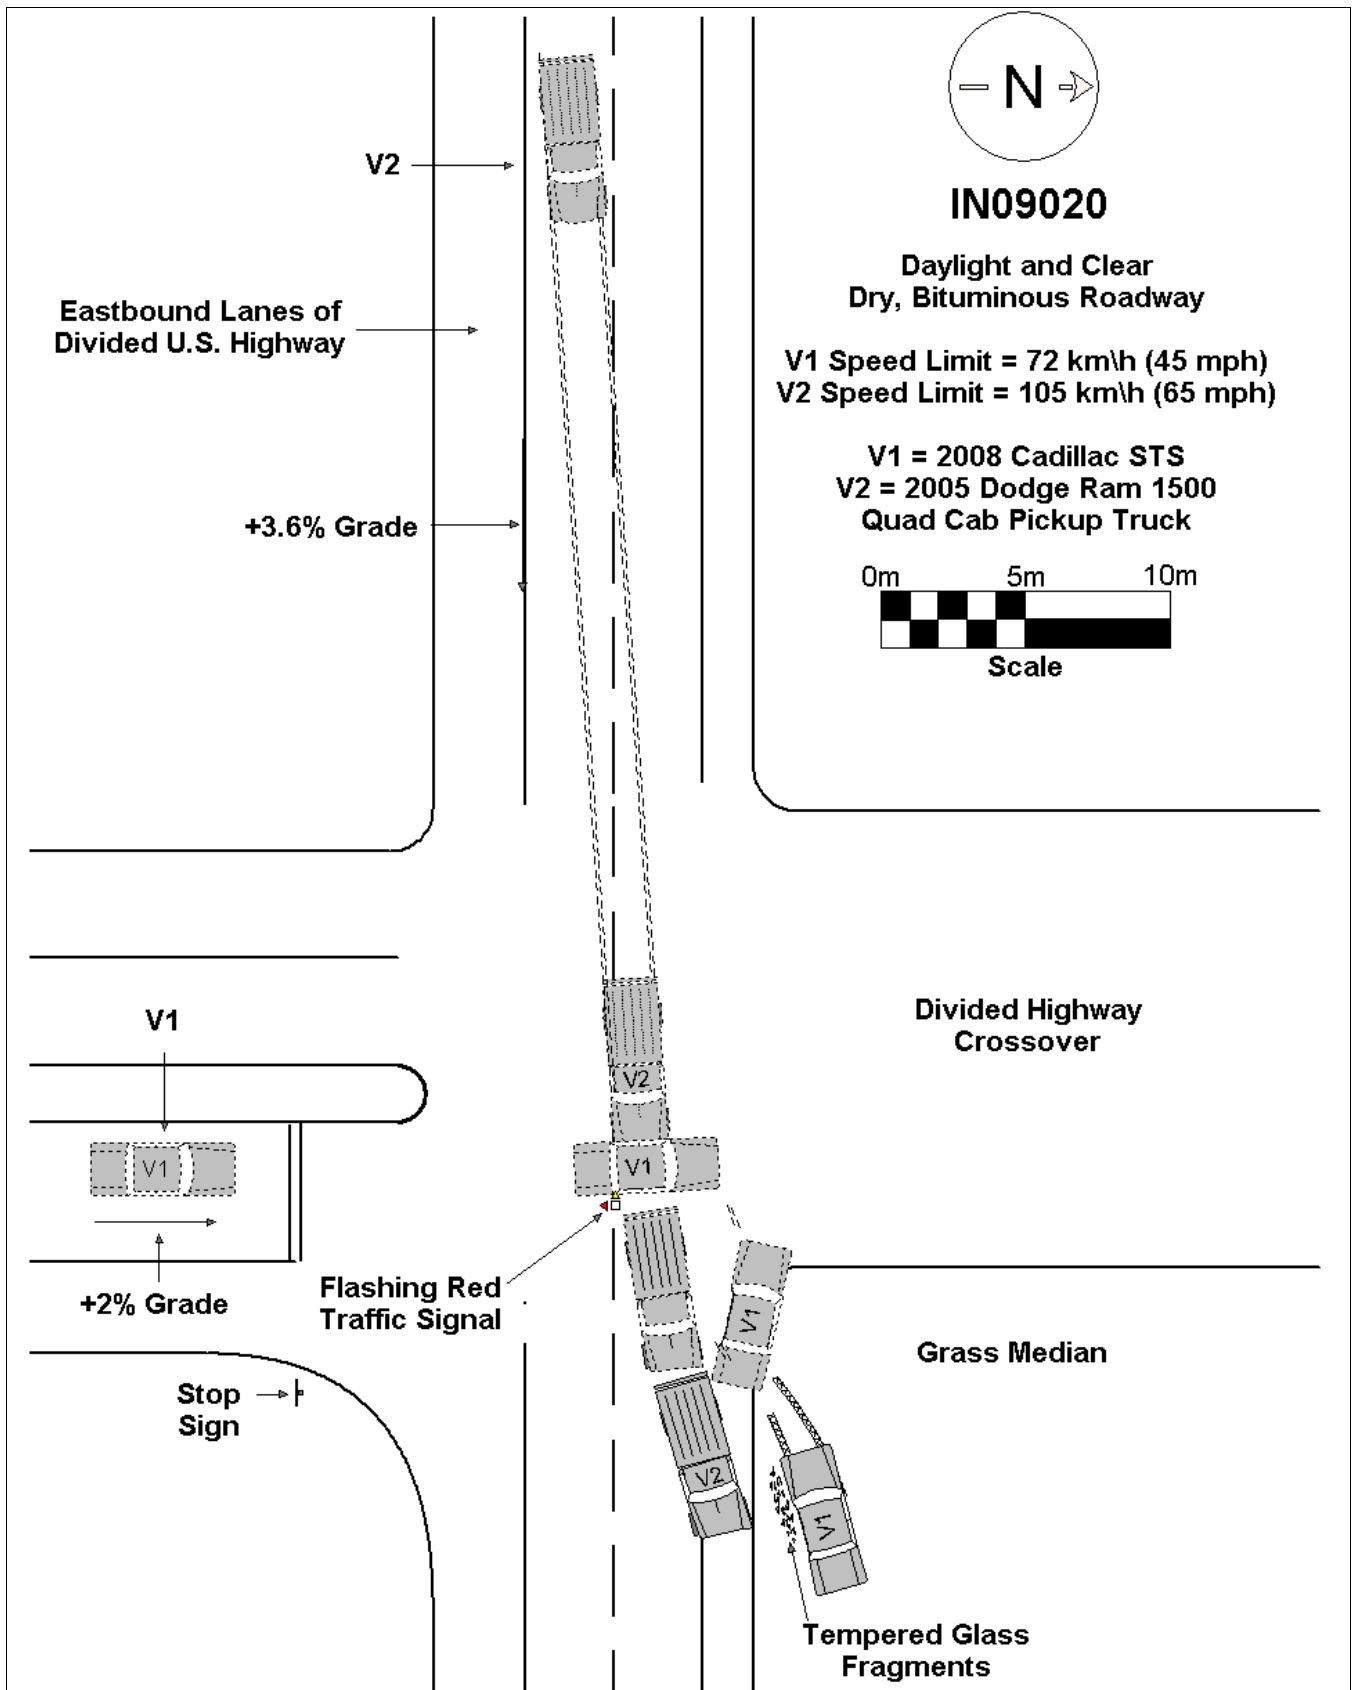 N
IN09020
Daylight and Clear
Dry, Bituminous Roadway
V1 Speed Limit = 72 km\h (45 mph)
V2 Speed Limit = 105 km\h (65 mph)
V1 = 2008 Cadillac STS
V2 = 2005 Dodge Ram 1500
Quad Cab Pickup Truck
0m 5m 10m
Scale
V2
Eastbound Lanes of
Divided U.S. Highway
+3.6% Grade
Divided Highway
Crossover
V1
V2
V1
V1
+2% Grade
Flashing Red
Traffic Signal
V1
Grass Median
Stop
Sign
V2
V1
Tempered Glass
Fragments